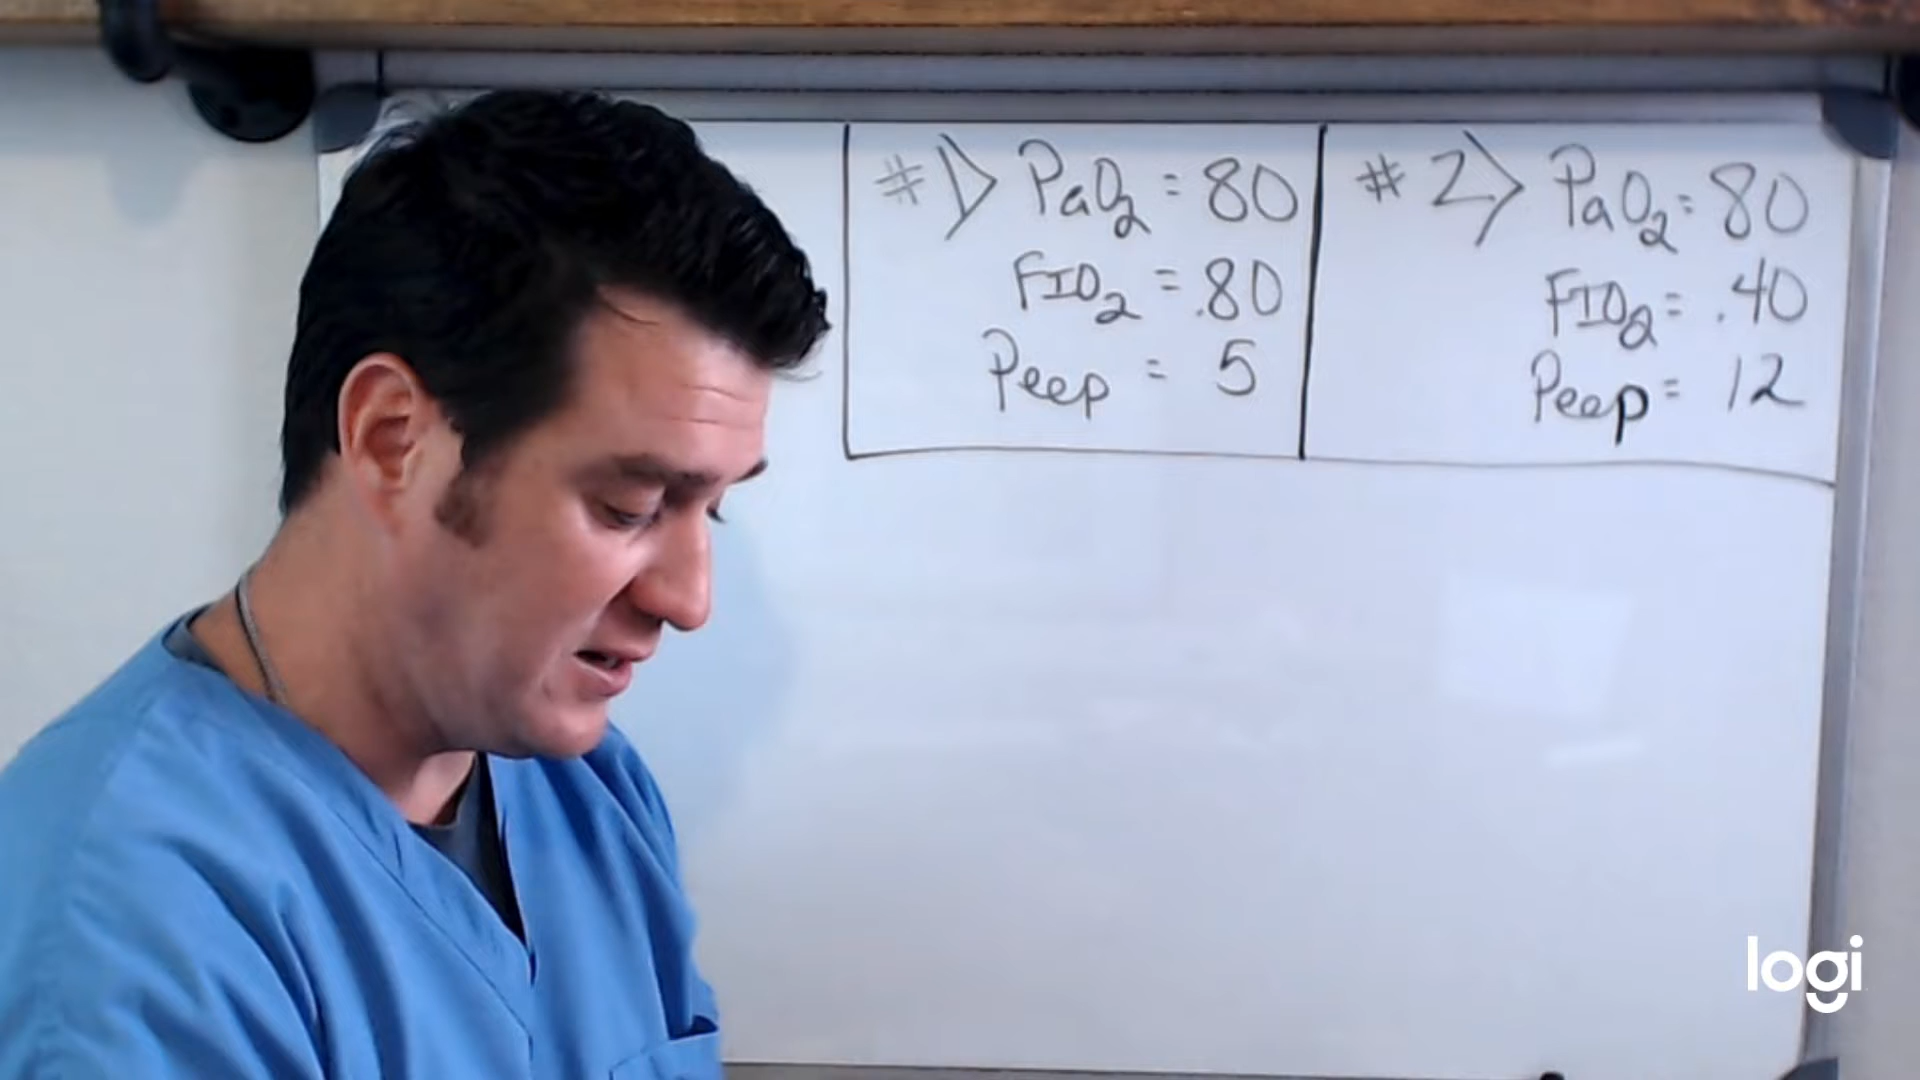 #1> PaO2 = 80
FIO2 = .80
Peep = 5
#2> PaO2 = 80
FIO2 = .40
Peep = 12
logi